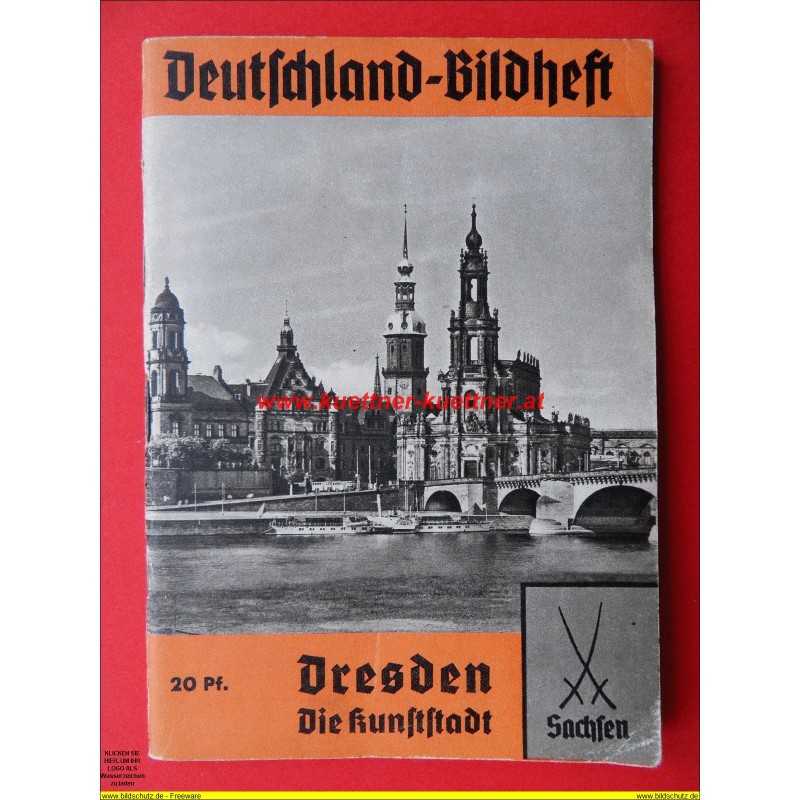 Deutschland-Bildheft
www.kuettner-kuettner.at
20 Pf.
Dresden
Die Kunststadt
Sachsen
KLICKEN SIE
HIER, UM IHR
LOGO ALS
Wasserzeichen
zu laden
www.bildschutz.de - Freeware
www.bildschutz.de